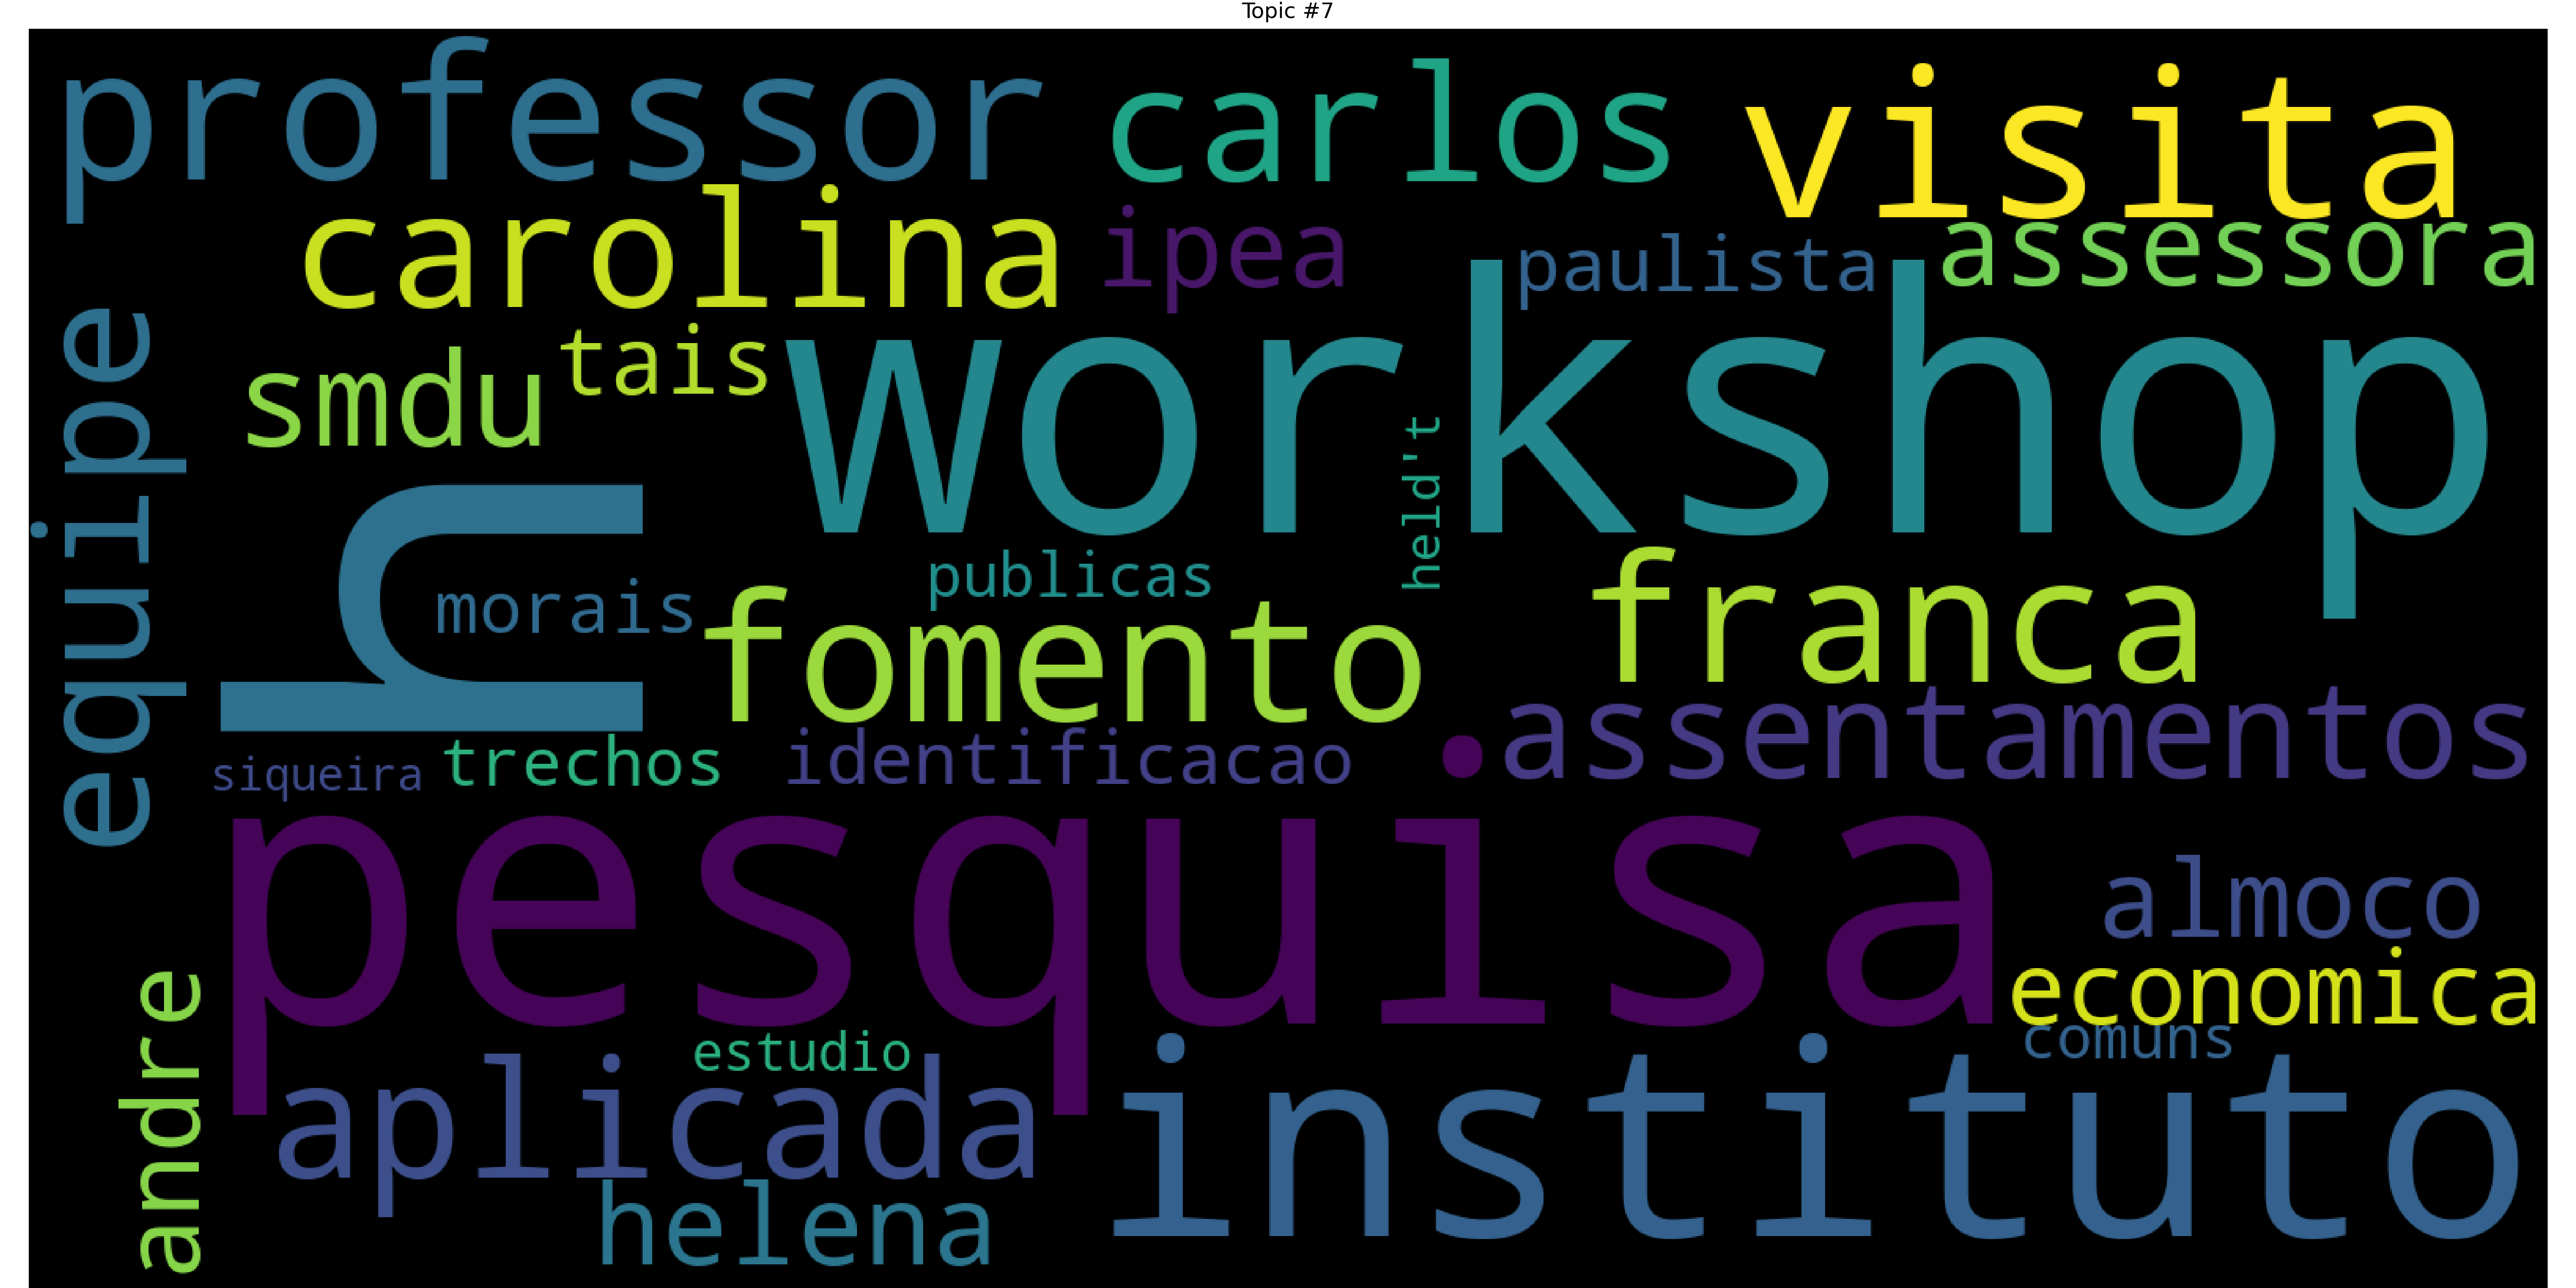 Topic #7
professor
carlos
visita
carolina
ipea
paulista
assessora
equipe
smdu
tais
workshop
held't
h
morais
publicas
fomento
franca
siqueira
trechos
identificacao
assentamentos
pesquisa
almoco
economica
comuns
andre
estudio
aplicada
instituto
helena